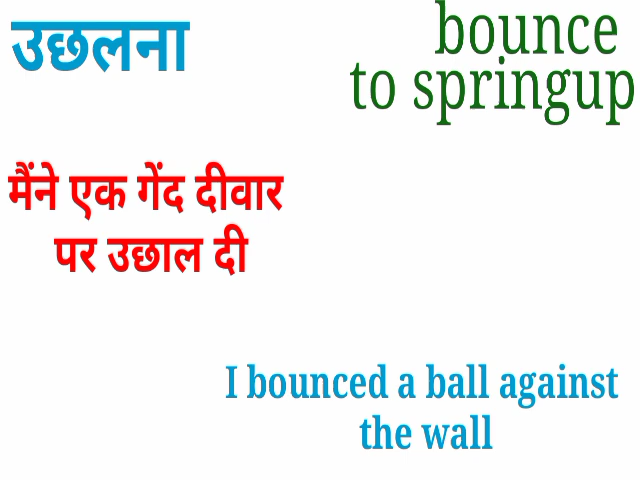 उछलना
bounce
to springup
मैंने एक गेंद दीवार
पर उछाल दी
I bounced a ball against
the wall